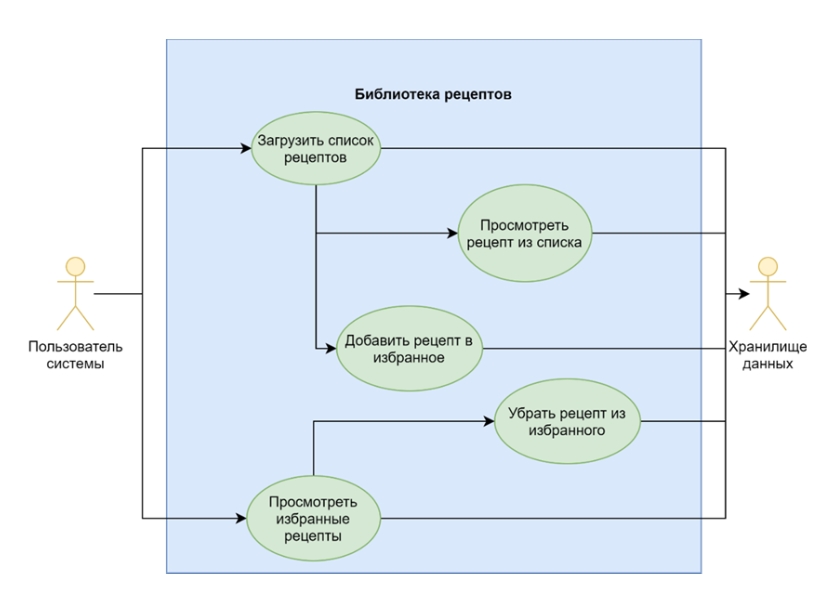 Библиотека рецептов
Загрузить список
рецептов
Просмотреть
рецепт из списка
Пользователь
системы
Добавить рецепт в
избранное
Хранилище
данных
Убрать рецепт из
избранного
Просмотреть
избранные
рецепты